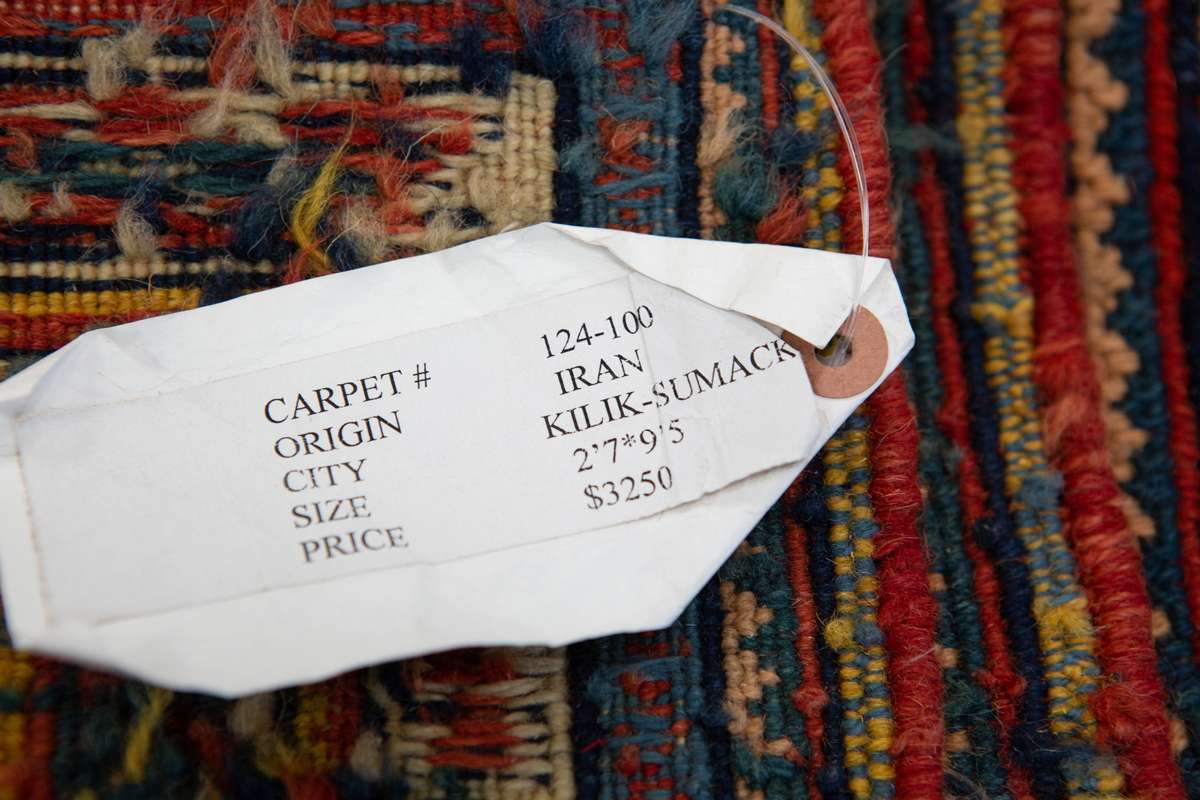 CARPET # 124-100
ORIGIN IRAN
CITY KILIK-SUMACK
SIZE 2'7*9'5
PRICE $3250